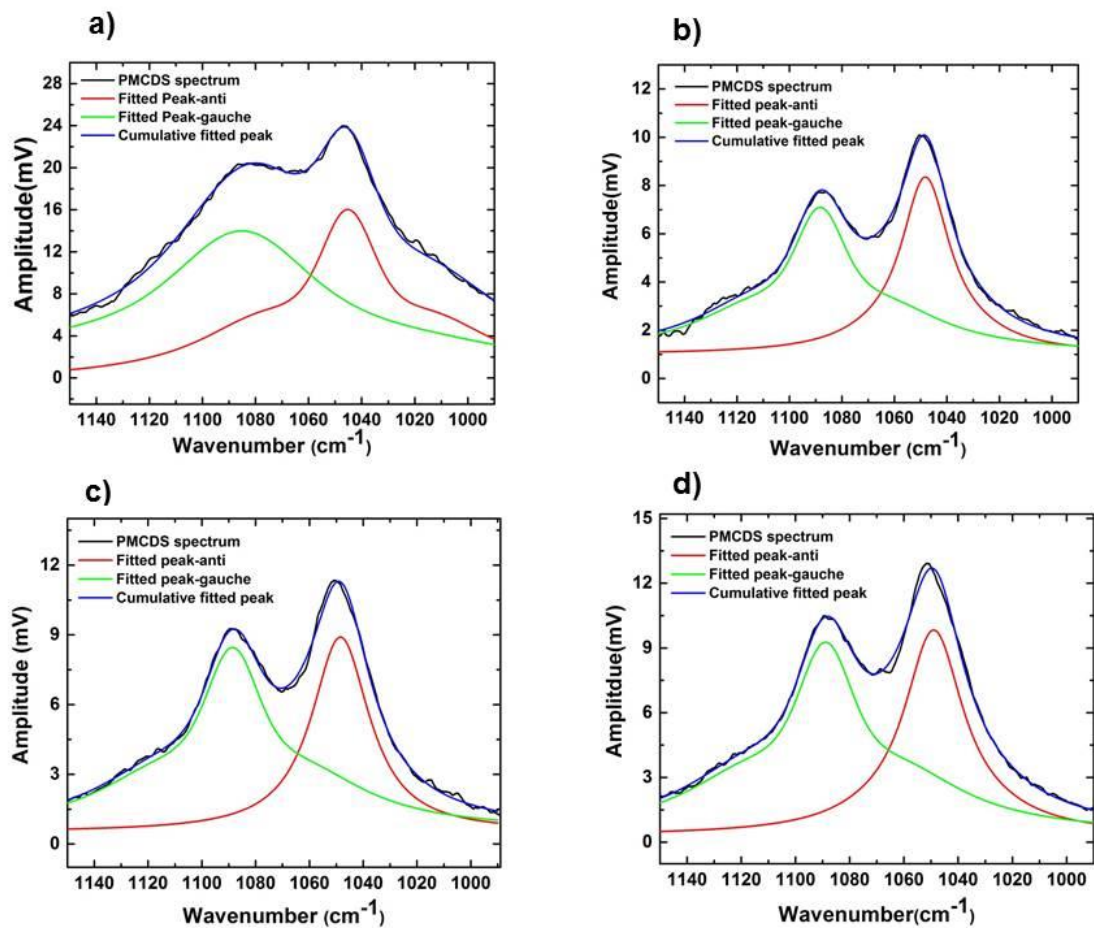 a)
PMCDS spectrum
Fitted Peak-anti
Fitted Peak-gauche
Cumulative fitted peak
28
24
20
16
12
8
4
0
Amplitude(mV)
1140 1120 1100 1080 1060 1040 1020 1000
Wavenumber (cm-1)
b)
PMCDS spectrum
Fitted peak-anti
Fitted peak-gauche
Cumulative fitted peak
12
10
8
6
4
2
0
Amplitude(mV)
1140 1120 1100 1080 1060 1040 1020 1000
Wavenumber (cm-1)
c)
PMCDS spectrum
Fitted peak-anti
Fitted peak-gauche
Cumulative fitted peak
12
9
6
3
0
Amplitude (mV)
1140 1120 1100 1080 1060 1040 1020 1000
Wavenumber (cm-1)
d)
PMCDS spectrum
Fitted peak-anti
Fitted peak-gauche
Cumulative fitted peak
15
12
9
6
3
0
Amplitdue(mV)
1140 1120 1100 1080 1060 1040 1020 1000
Wavenumber(cm-1)